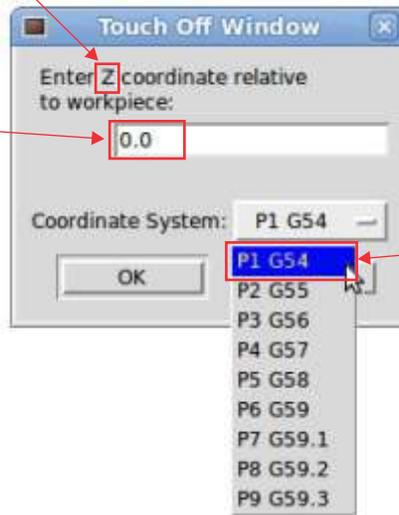 Touch Off Window
Enter Z coordinate relative
to workpiece:
0.0
Coordinate System: P1 G54
OK
P1 G54
P2 G55
P3 G56
P4 G57
P5 G58
P6 G59
P7 G59.1
P8 G59.2
P9 G59.3